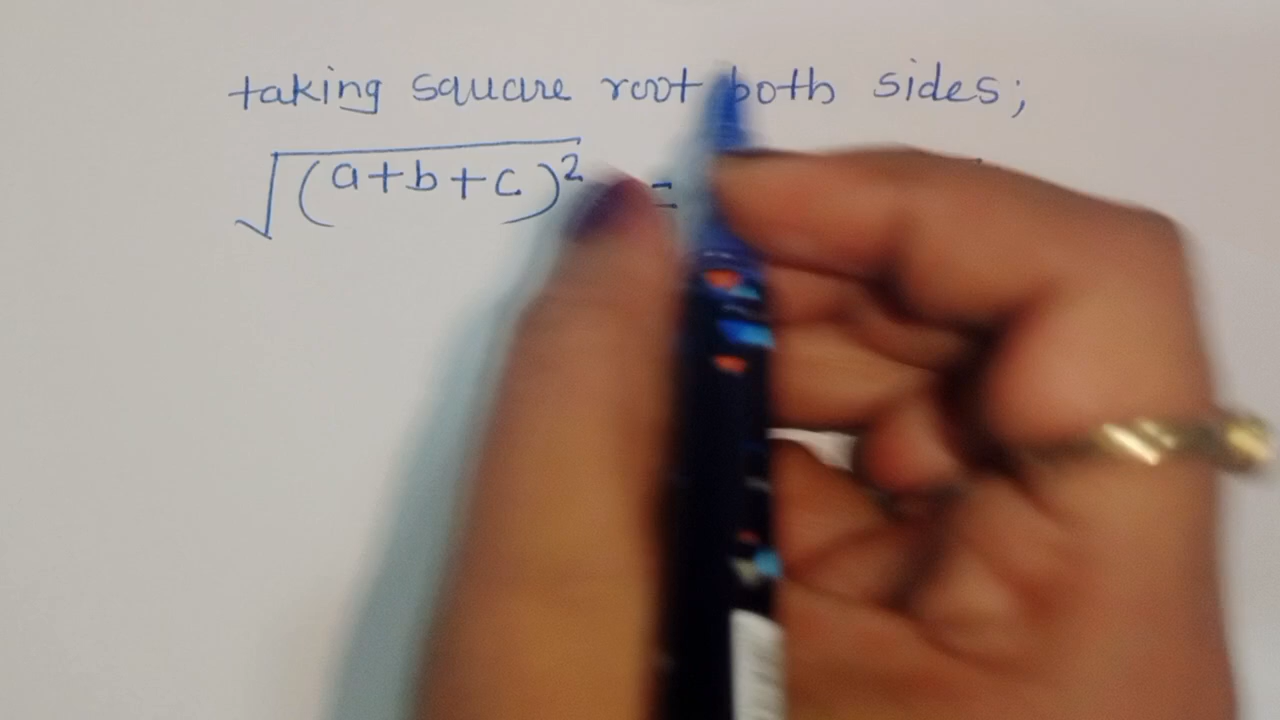 taking square root both sides;
√(a+b+c)² =